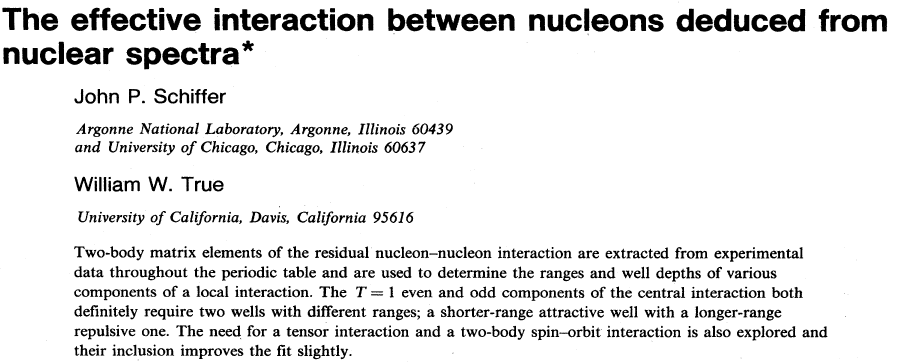 The effective interaction between nucleons deduced from
nuclear spectra*
John P. Schiffer
Argonne National Laboratory, Argonne, Illinois 60439
and University of Chicago, Chicago, Illinois 60637
William W. True
University of California, Davis, California 95616
Two-body matrix elements of the residual nucleon–nucleon interaction are extracted from experimental
data throughout the periodic table and are used to determine the ranges and well depths of various
components of a local interaction. The T = 1 even and odd components of the central interaction both
definitely require two wells with different ranges; a shorter-range attractive well with a longer-range
repulsive one. The need for a tensor interaction and a two-body spin–orbit interaction is also explored and
their inclusion improves the fit slightly.